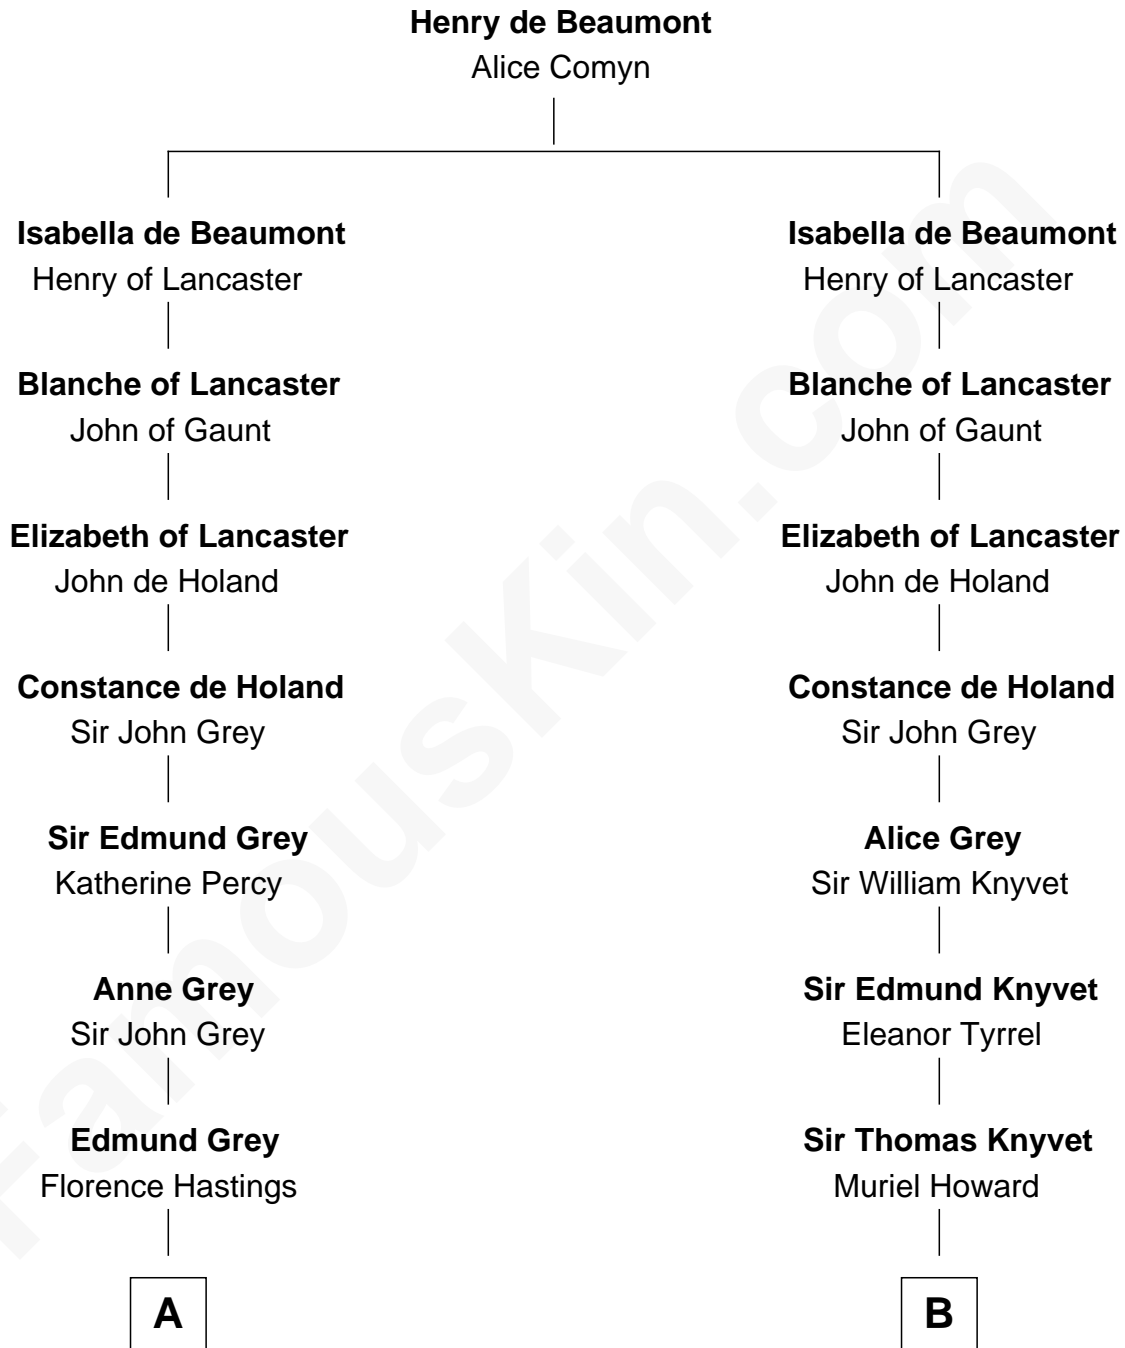 Henry de Beaumont
Alice Comyn
Isabella de Beaumont
Henry of Lancaster
Blanche of Lancaster
John of Gaunt
Elizabeth of Lancaster
John de Holand
Constance de Holand
Sir John Grey
Sir Edmund Grey
Katherine Percy
Anne Grey
Sir John Grey
Edmund Grey
Florence Hastings
A
Isabella de Beaumont
Henry of Lancaster
Blanche of Lancaster
John of Gaunt
Elizabeth of Lancaster
John de Holand
Constance de Holand
Sir John Grey
Alice Grey
Sir William Knyvet
Sir Edmund Knyvet
Eleanor Tyrrel
Sir Thomas Knyvet
Muriel Howard
B
FamousKin.com